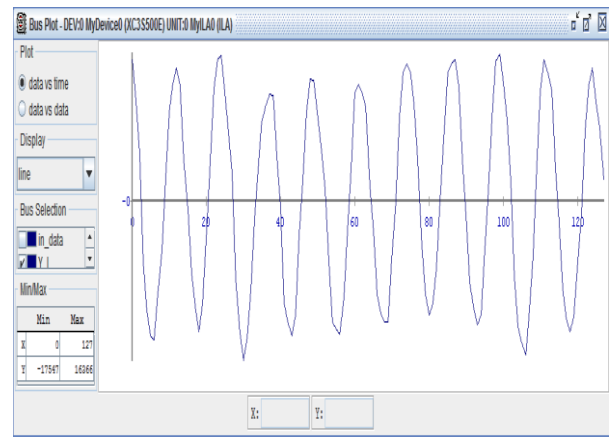 Bus Plot - DEV:0 MyDevice0 (XC3S500E) UNIT:0 MyILA0 (ILA)
Plot
data vs time
data vs data
Display
line
Bus Selection
in_data
Min/Max
Min Max
X 0 127
Y -17547 16366
-0
0 20 40 60 80 100 120
X: Y: